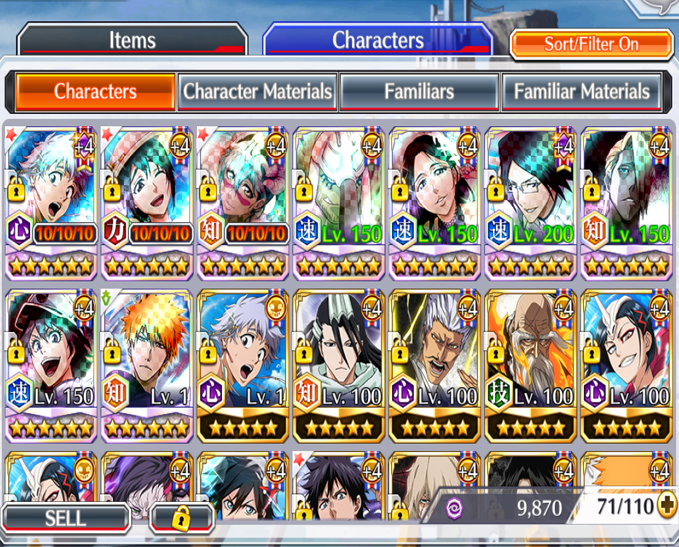 Items
Characters
Sort/Filter On
Characters
Character Materials
Familiars
Familiar Materials
+4 +4 +4 +4 +4 +4 +4
心 10/10/10
力 10/10/10
知 10/10/10
速 Lv. 150
速 Lv. 150
速 Lv. 200
知 Lv. 150
+4 +4 +4 +4 +4 +4
速 Lv. 150
知 Lv. 1
心 Lv. 1
知 Lv. 100
心 Lv. 100
技 Lv. 100
心 Lv. 100
+4 +4 +4 +4 +4 +4
SELL
9,870
71/110